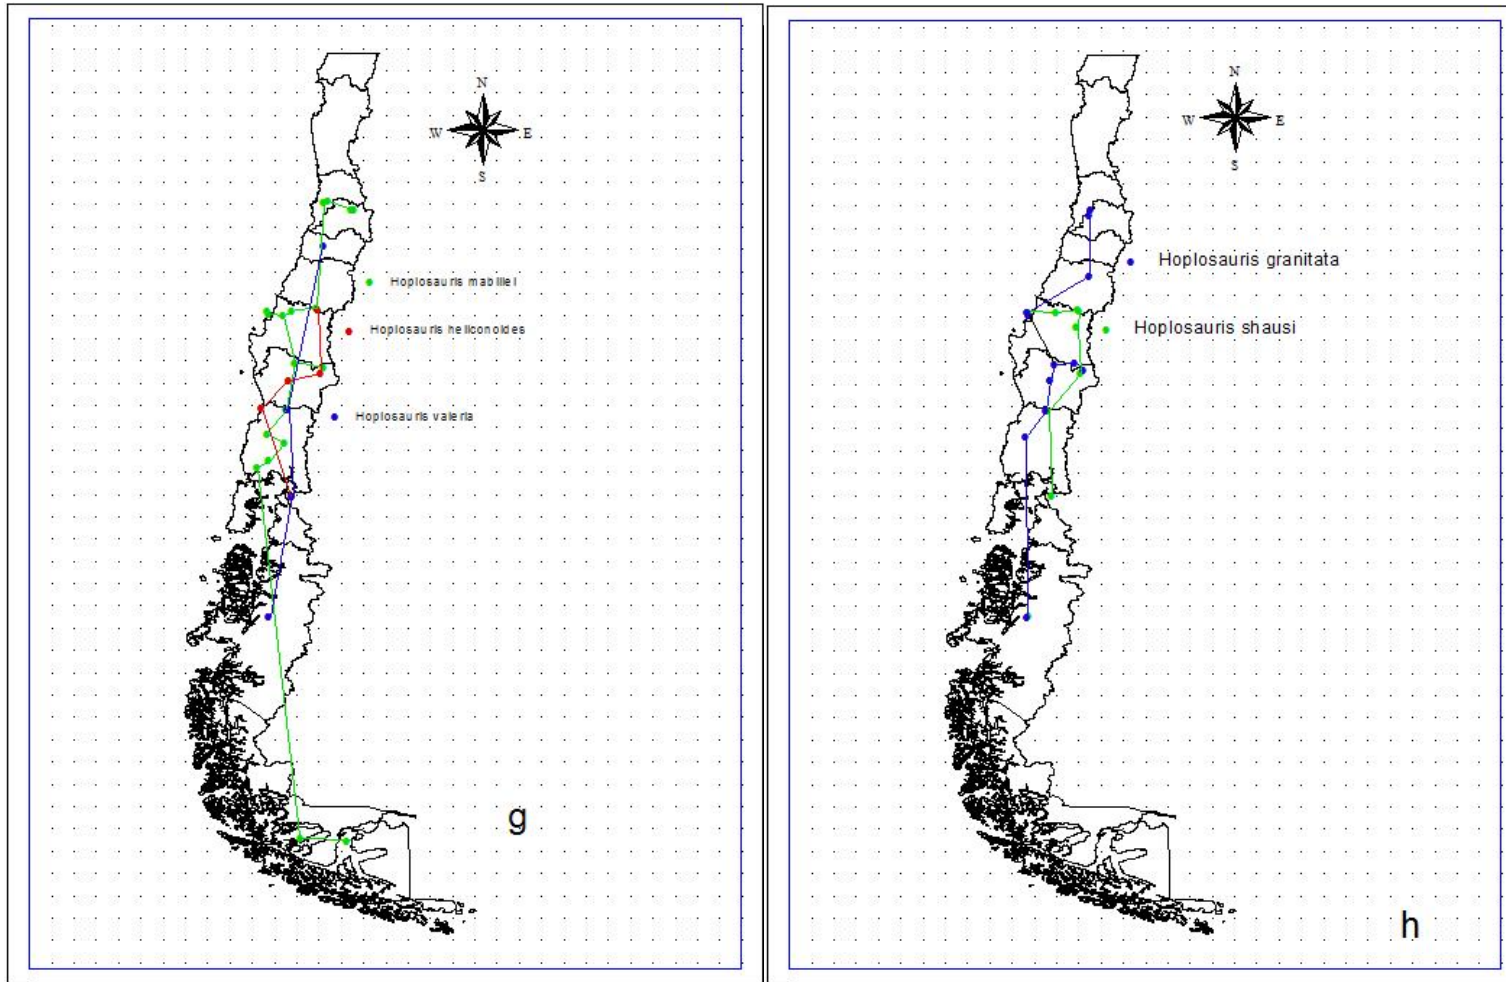 N
W E
S
Hoplosauris mabillei
Hoplosauris heliconoides
Hoplosauris valeria
g
N
W E
S
Hoplosauris granitata
Hoplosauris shausi
h